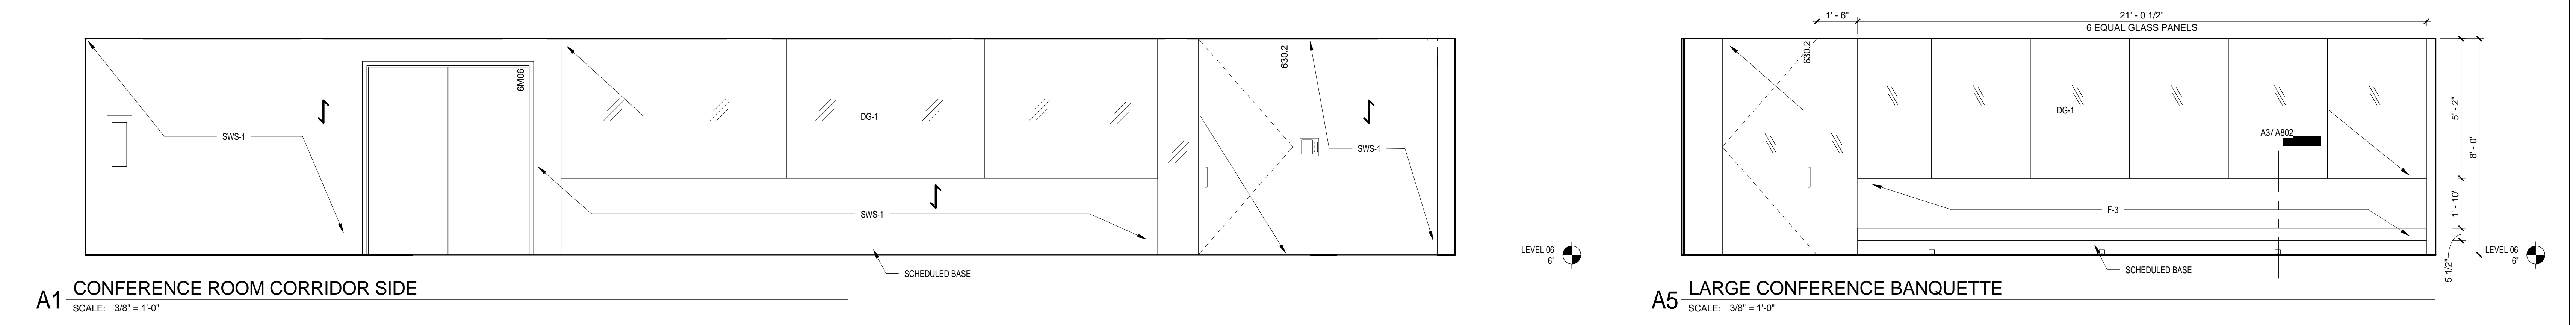 6M06
SWS-1
DG-1
630.2
SWS-1
SWS-1
SCHEDULED BASE
LEVEL 06
6"
A1
CONFERENCE ROOM CORRIDOR SIDE
SCALE: 3/8" = 1'-0"
1' - 6"
21' - 0 1/2"
6 EQUAL GLASS PANELS
630.2
DG-1
A3/ A802
F-3
5' - 2"
8' - 0"
1' - 10"
5 1/2"
SCHEDULED BASE
LEVEL 06
6"
A5
LARGE CONFERENCE BANQUETTE
SCALE: 3/8" = 1'-0"